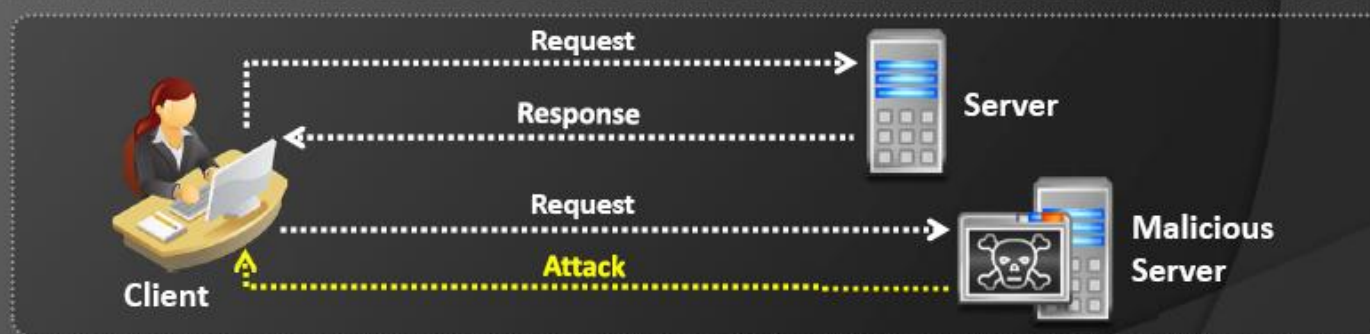 Request
Server
Response
Request
Malicious
Server
Attack
Client